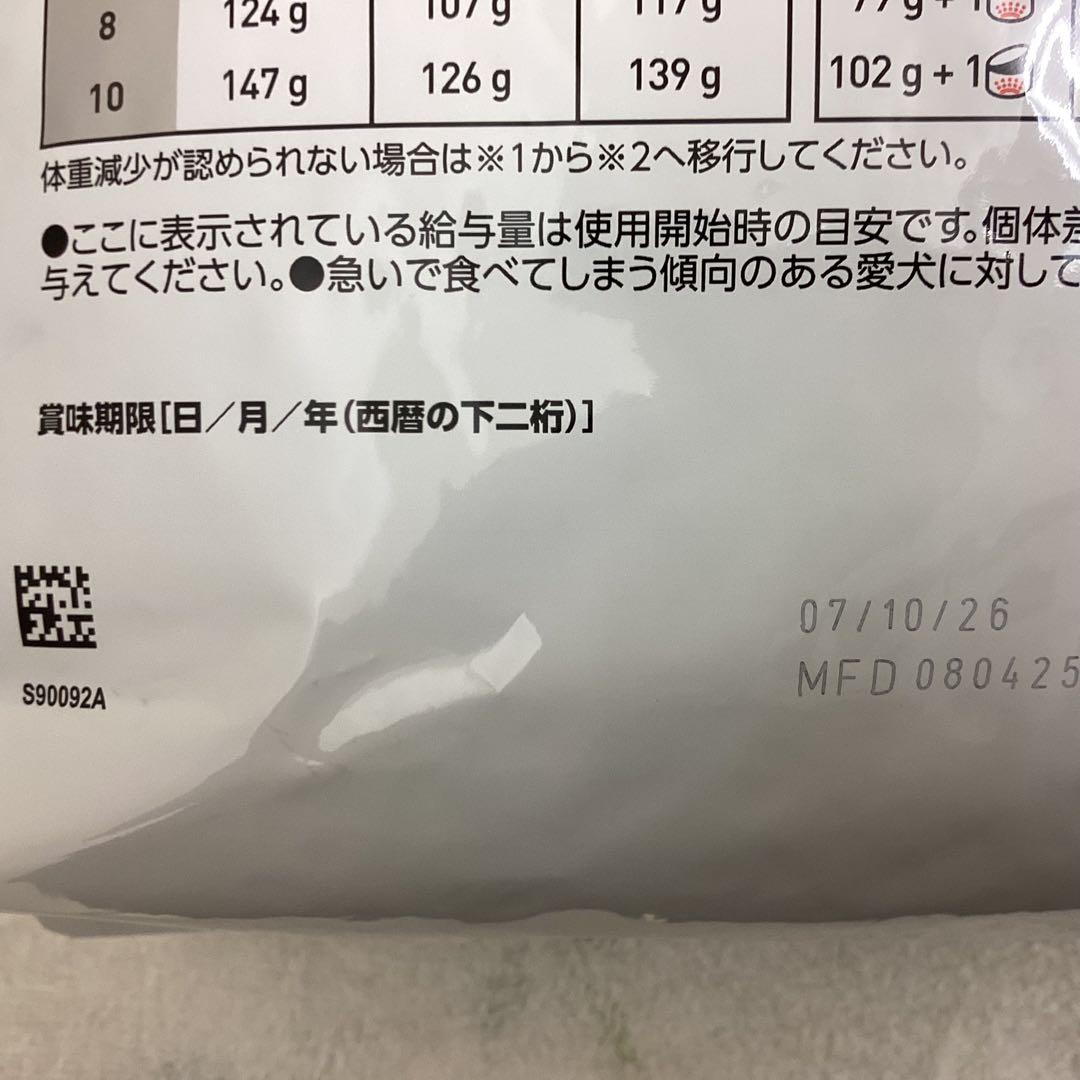 8 124 g 107 g 117 g 77 g + 1
10 147 g 126 g 139 g 102 g + 1
体重減少が認められない場合は※1から※2へ移行してください。
●ここに表示されている給与量は使用開始時の目安です。個体差
与えてください。●急いで食べてしまう傾向のある愛犬に対して
賞味期限[日/月/年(西暦の下二桁)]
07/10/26
MFD 080425
S90092A